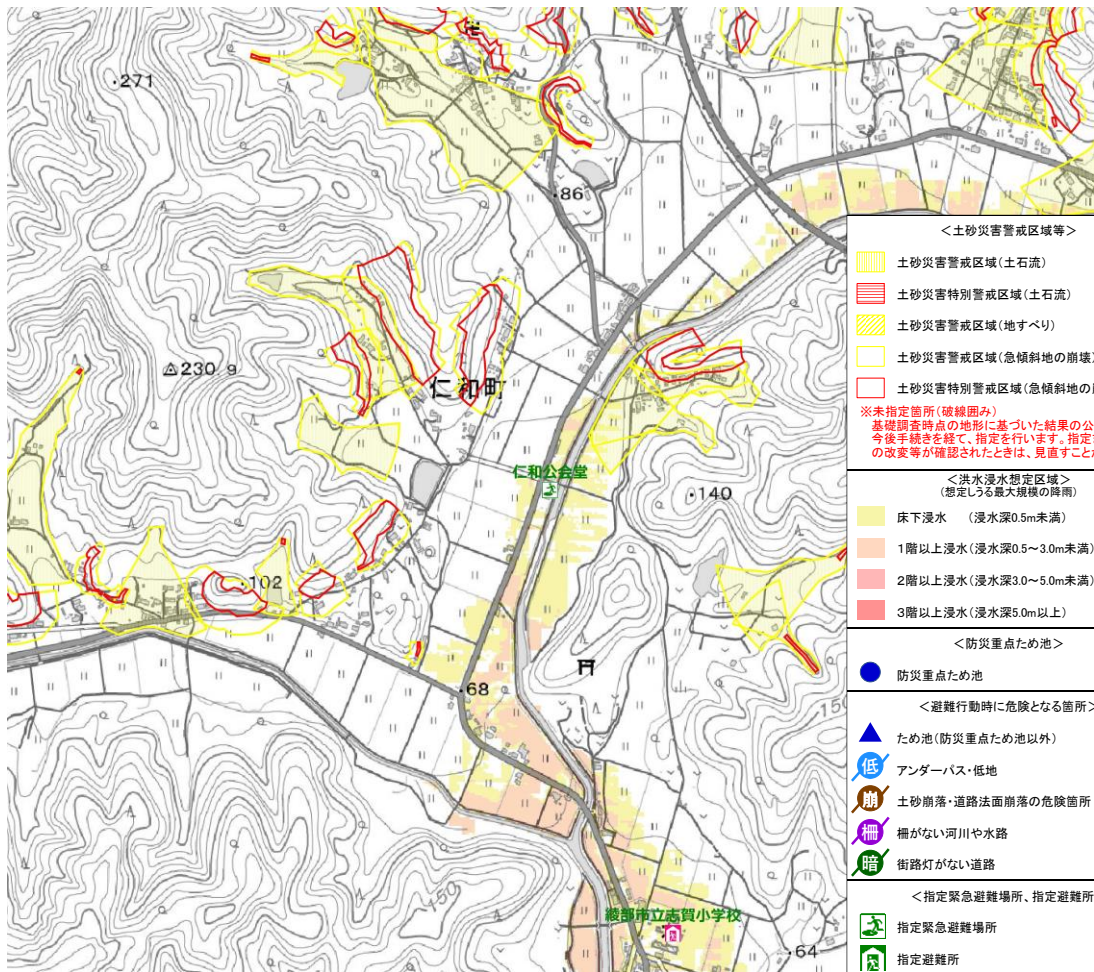 271
86
230.9
仁和町
仁和公会堂
140
102
68
150
150
綾部市立志賀小学校
64
＜土砂災害警戒区域等＞
土砂災害警戒区域(土石流)
土砂災害特別警戒区域(土石流)
土砂災害警戒区域(地すべり)
土砂災害警戒区域(急傾斜地の崩壊)
土砂災害特別警戒区域(急傾斜地の
※未指定箇所(破線囲み)
基礎調査時点の地形に基づいた結果の公
今後手続きを経て、指定を行います。指定
の改変等が確認されたときは、見直すことが
＜洪水浸水想定区域＞
(想定しうる最大規模の降雨)
床下浸水　(浸水深0.5m未満)
1階以上浸水(浸水深0.5～3.0m未満)
2階以上浸水(浸水深3.0～5.0m未満)
3階以上浸水(浸水深5.0m以上)
＜防災重点ため池＞
防災重点ため池
＜避難行動時に危険となる箇所＞
ため池(防災重点ため池以外)
低 アンダーパス・低地
崩 土砂崩落・道路法面崩落の危険箇所
柵 柵がない河川や水路
暗 街路灯がない道路
＜指定緊急避難場所、指定避難所
指定緊急避難場所
指定避難所